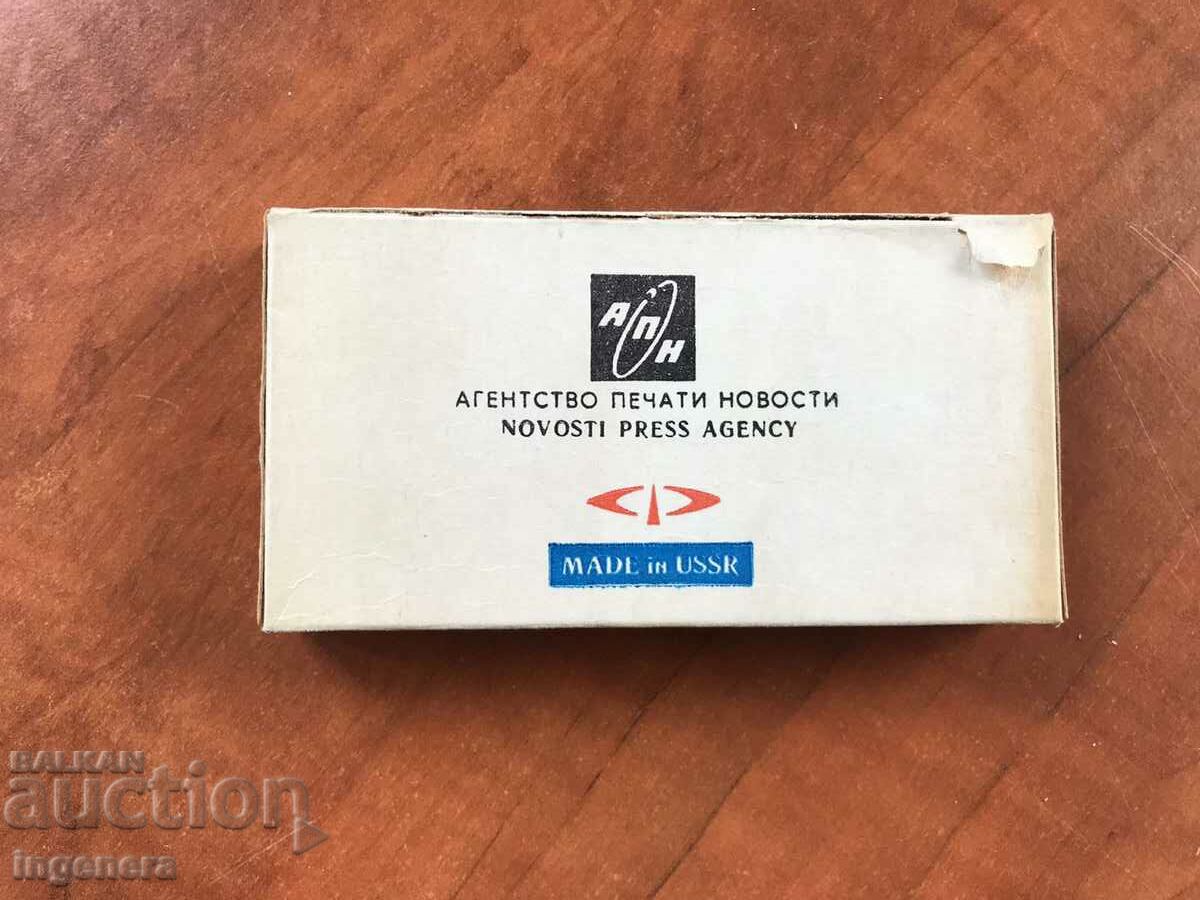 АПН
АГЕНТСТВО ПЕЧАТИ НОВОСТИ
NOVOSTI PRESS AGENCY
MADE in USSR
BALKAN
auction
ingenera